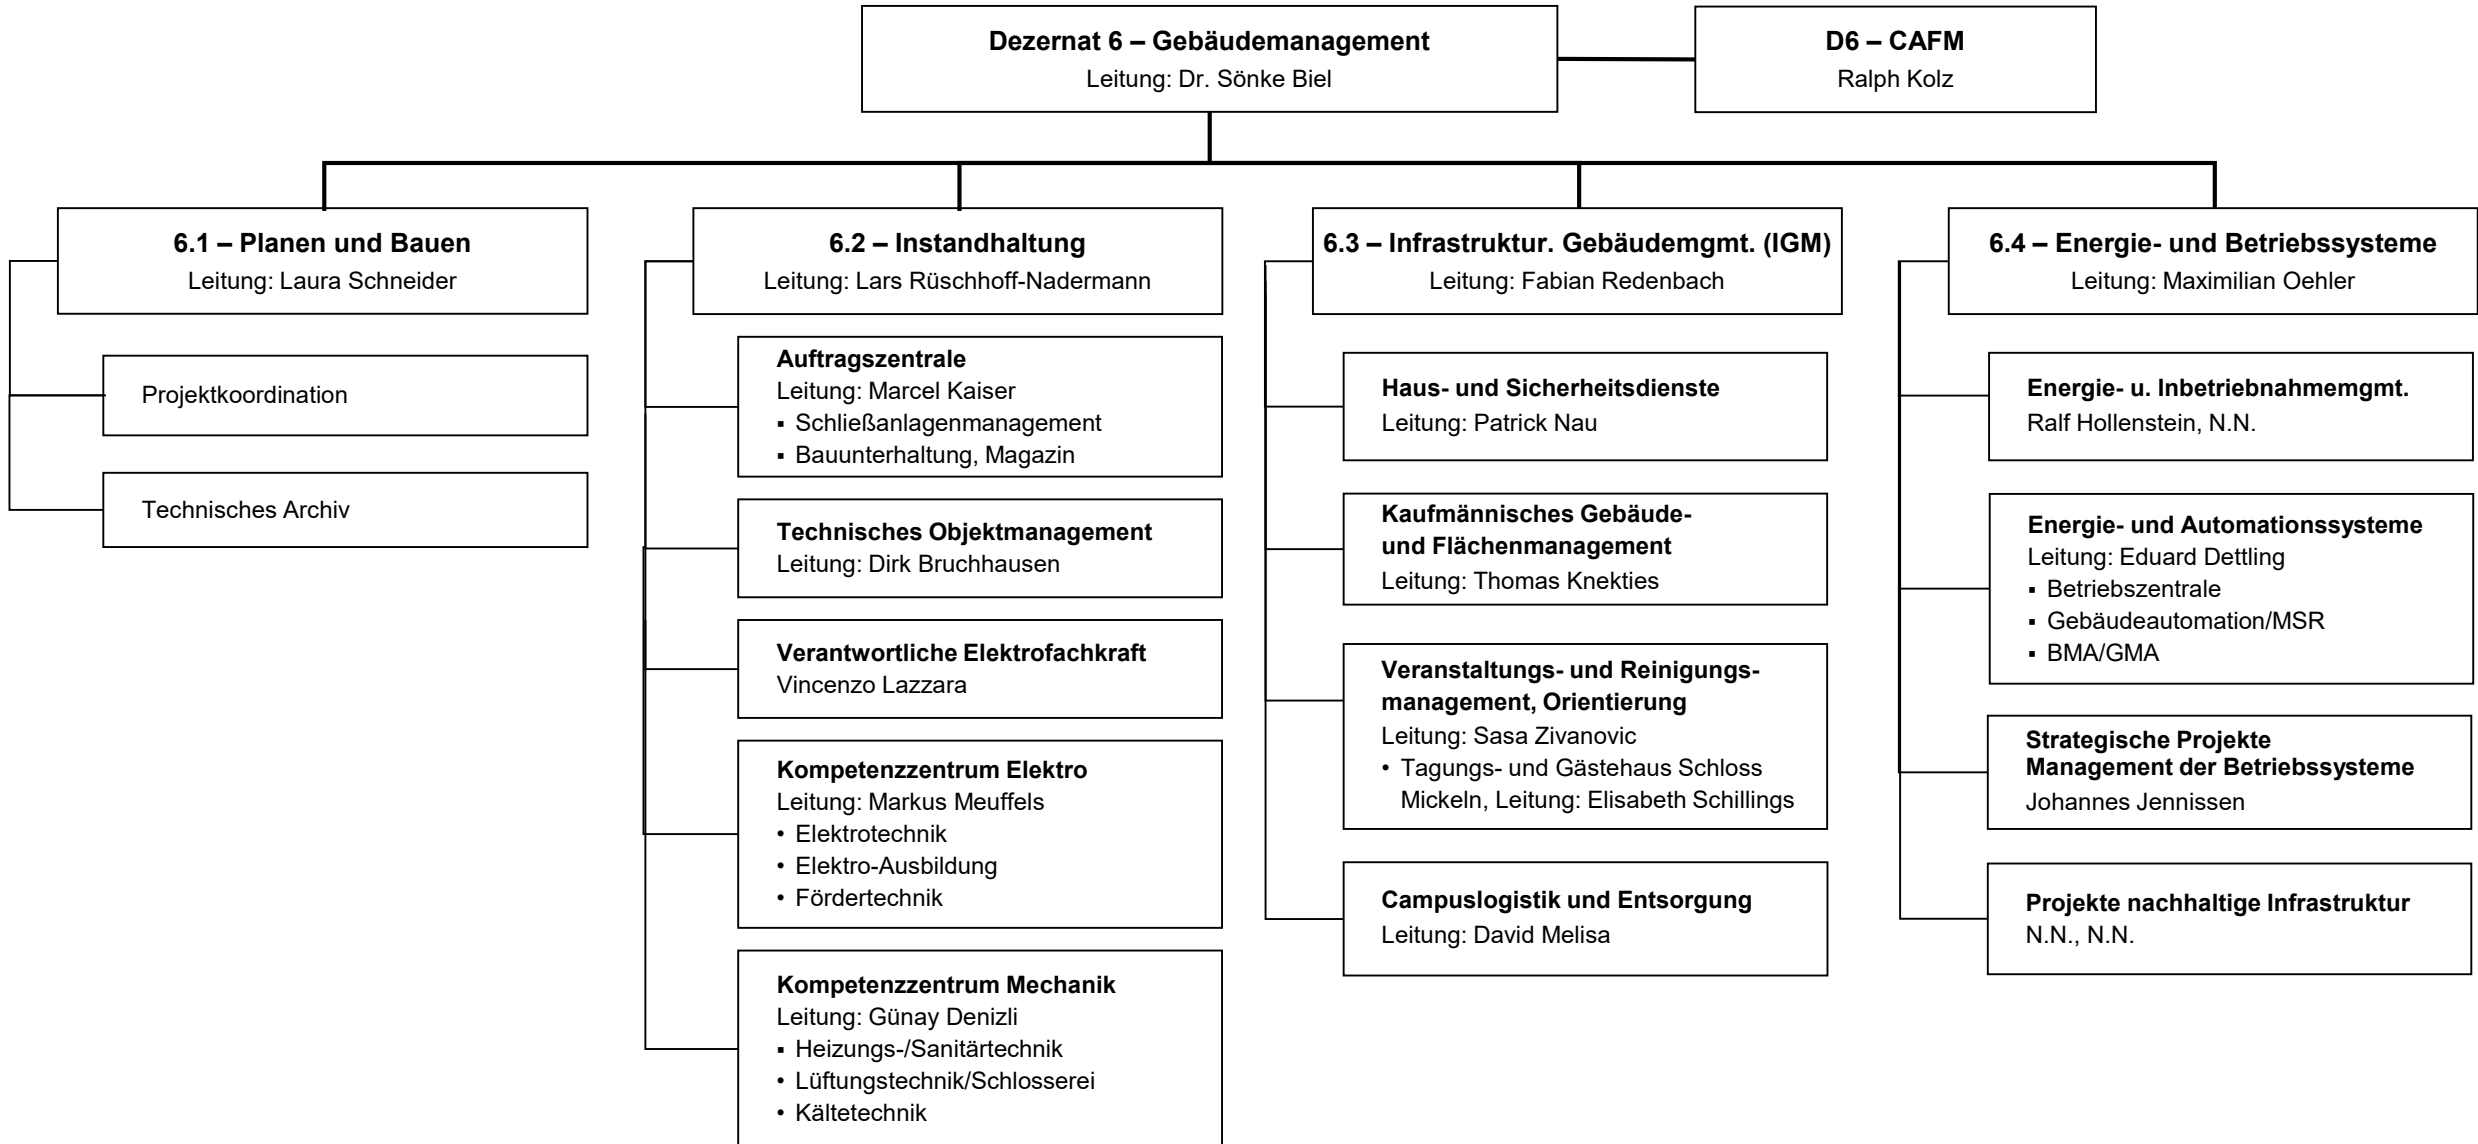 Dezernat 6 – Gebäudemanagement
Leitung: Dr. Sönke Biel
D6 – CAFM
Ralph Kolz
6.1 – Planen und Bauen
Leitung: Laura Schneider
Projektkoordination
Technisches Archiv
6.2 – Instandhaltung
Leitung: Lars Rüschhoff-Nadermann
Auftragszentrale
Leitung: Marcel Kaiser
▪ Schließanlagenmanagement
▪ Bauunterhaltung, Magazin
Technisches Objektmanagement
Leitung: Dirk Bruchhausen
Verantwortliche Elektrofachkraft
Vincenzo Lazzara
Kompetenzzentrum Elektro
Leitung: Markus Meuffels
• Elektrotechnik
• Elektro-Ausbildung
• Fördertechnik
Kompetenzzentrum Mechanik
Leitung: Günay Denizli
▪ Heizungs-/Sanitärtechnik
• Lüftungstechnik/Schlosserei
• Kältetechnik
6.3 – Infrastruktur. Gebäudemgmt. (IGM)
Leitung: Fabian Redenbach
Haus- und Sicherheitsdienste
Leitung: Patrick Nau
Kaufmännisches Gebäude-
und Flächenmanagement
Leitung: Thomas Knekties
Veranstaltungs- und Reinigungs-
management, Orientierung
Leitung: Sasa Zivanovic
• Tagungs- und Gästehaus Schloss
Mickeln, Leitung: Elisabeth Schillings
Campuslogistik und Entsorgung
Leitung: David Melisa
6.4 – Energie- und Betriebssysteme
Leitung: Maximilian Oehler
Energie- u. Inbetriebnahmemgmt.
Ralf Hollenstein, N.N.
Energie- und Automationssysteme
Leitung: Eduard Dettling
▪ Betriebszentrale
▪ Gebäudeautomation/MSR
▪ BMA/GMA
Strategische Projekte
Management der Betriebssysteme
Johannes Jennissen
Projekte nachhaltige Infrastruktur
N.N., N.N.